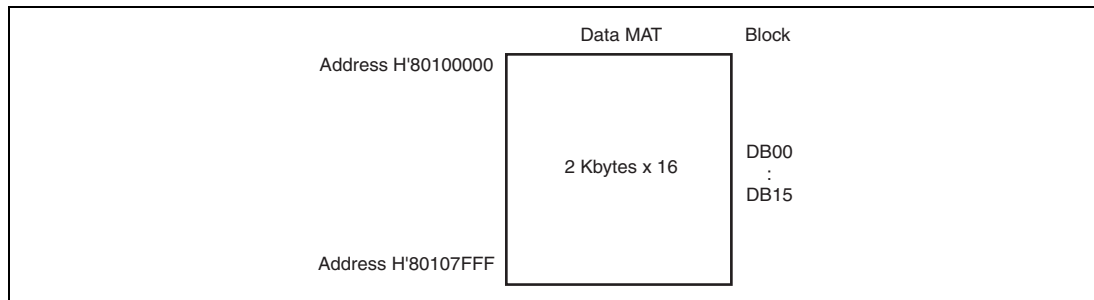 Data MAT Block
Address H'80100000
2 Kbytes x 16
DB00
:
DB15
Address H'80107FFF